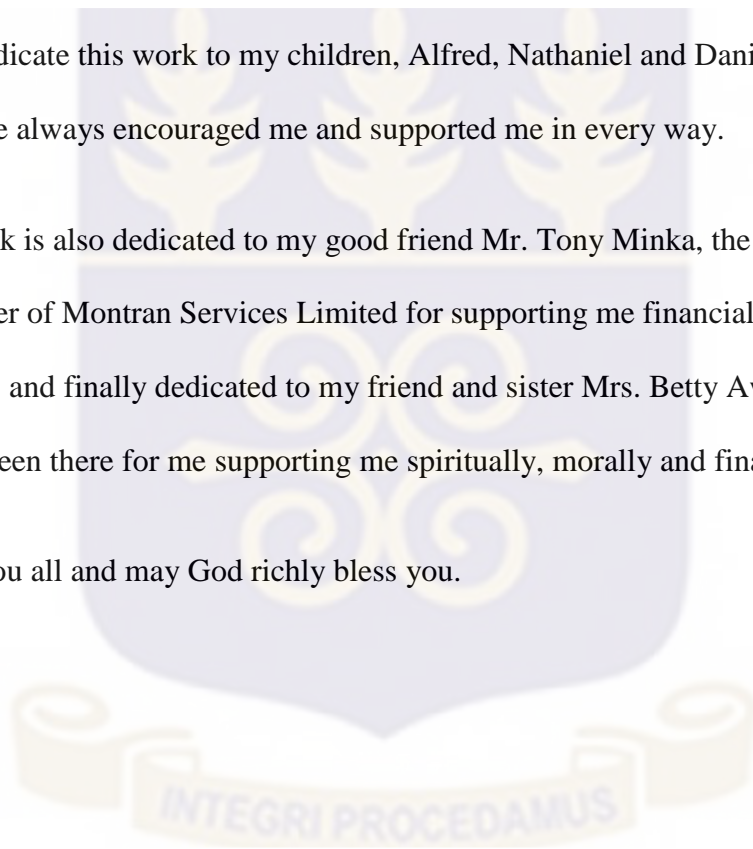 dicate this work to my children, Alfred, Nathaniel and Dani
e always encouraged me and supported me in every way.
k is also dedicated to my good friend Mr. Tony Minka, the
er of Montran Services Limited for supporting me financial
and finally dedicated to my friend and sister Mrs. Betty A
een there for me supporting me spiritually, morally and fina
ou all and may God richly bless you.
INTEGRI PROCEDAMUS